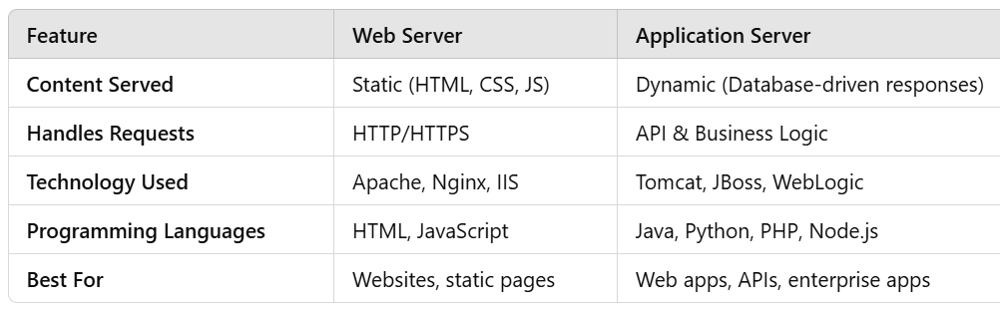 Feature Web Server Application Server
Content Served Static (HTML, CSS, JS) Dynamic (Database-driven responses)
Handles Requests HTTP/HTTPS API & Business Logic
Technology Used Apache, Nginx, IIS Tomcat, JBoss, WebLogic
Programming Languages HTML, JavaScript Java, Python, PHP, Node.js
Best For Websites, static pages Web apps, APIs, enterprise apps